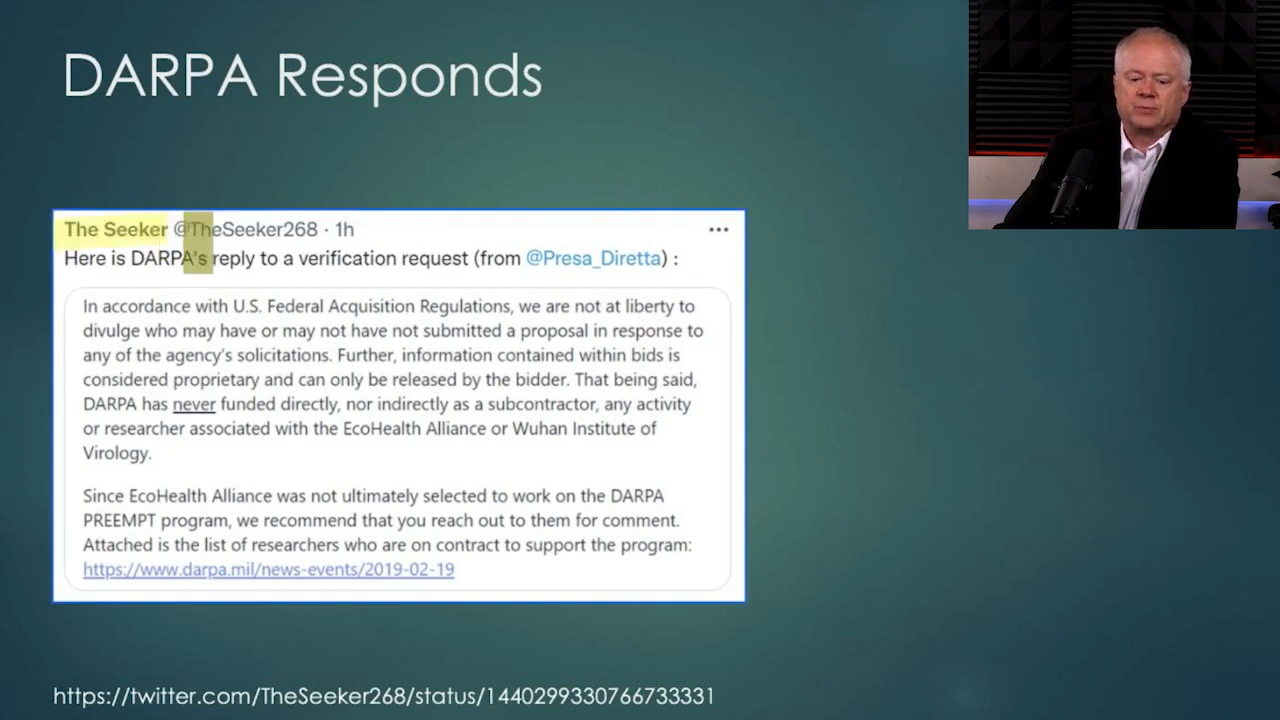 DARPA Responds
The Seeker @TheSeeker268 · 1h
Here is DARPA's reply to a verification request (from @Presa_Diretta) :
In accordance with U.S. Federal Acquisition Regulations, we are not at liberty to
divulge who may have or may not have not submitted a proposal in response to
any of the agency's solicitations. Further, information contained within bids is
considered proprietary and can only be released by the bidder. That being said,
DARPA has never funded directly, nor indirectly as a subcontractor, any activity
or researcher associated with the EcoHealth Alliance or Wuhan Institute of
Virology.
Since EcoHealth Alliance was not ultimately selected to work on the DARPA
PREEMPT program, we recommend that you reach out to them for comment.
Attached is the list of researchers who are on contract to support the program:
https://www.darpa.mil/news-events/2019-02-19
https://twitter.com/TheSeeker268/status/1440299330766733331